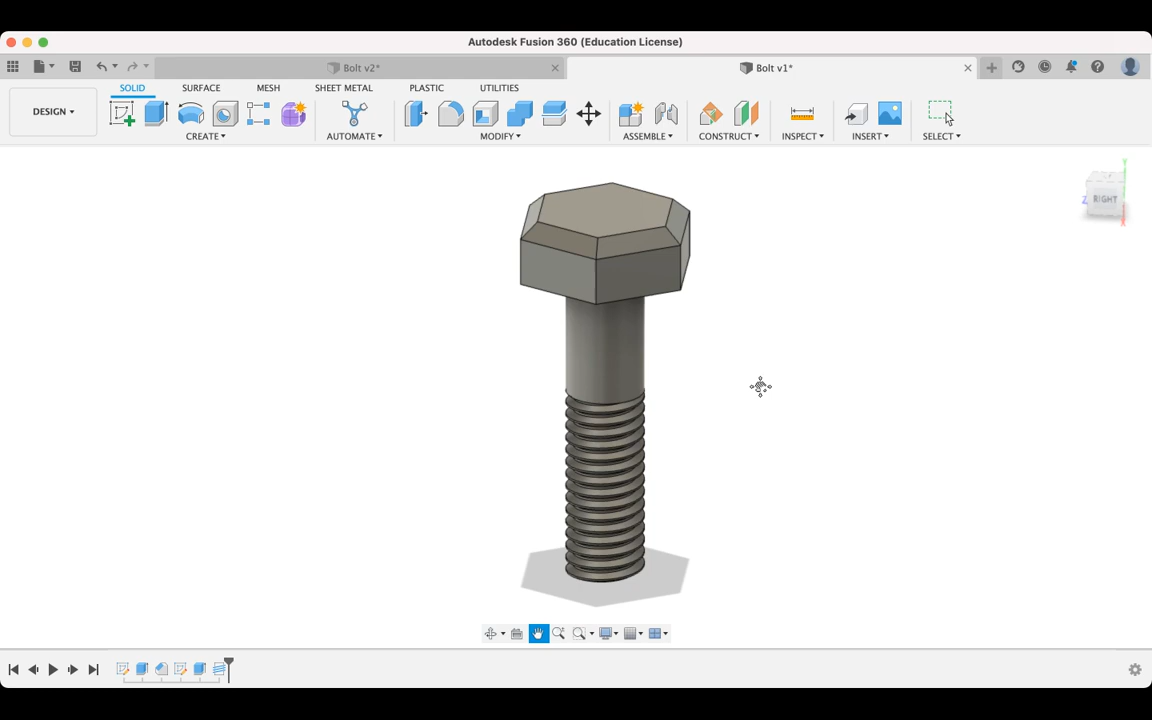 Autodesk Fusion 360 (Education License)
Bolt v2*
Bolt v1*
DESIGN
SOLID
SURFACE
MESH
SHEET METAL
PLASTIC
UTILITIES
CREATE
AUTOMATE
MODIFY
ASSEMBLE
CONSTRUCT
INSPECT
INSERT
SELECT
Z
RIGHT